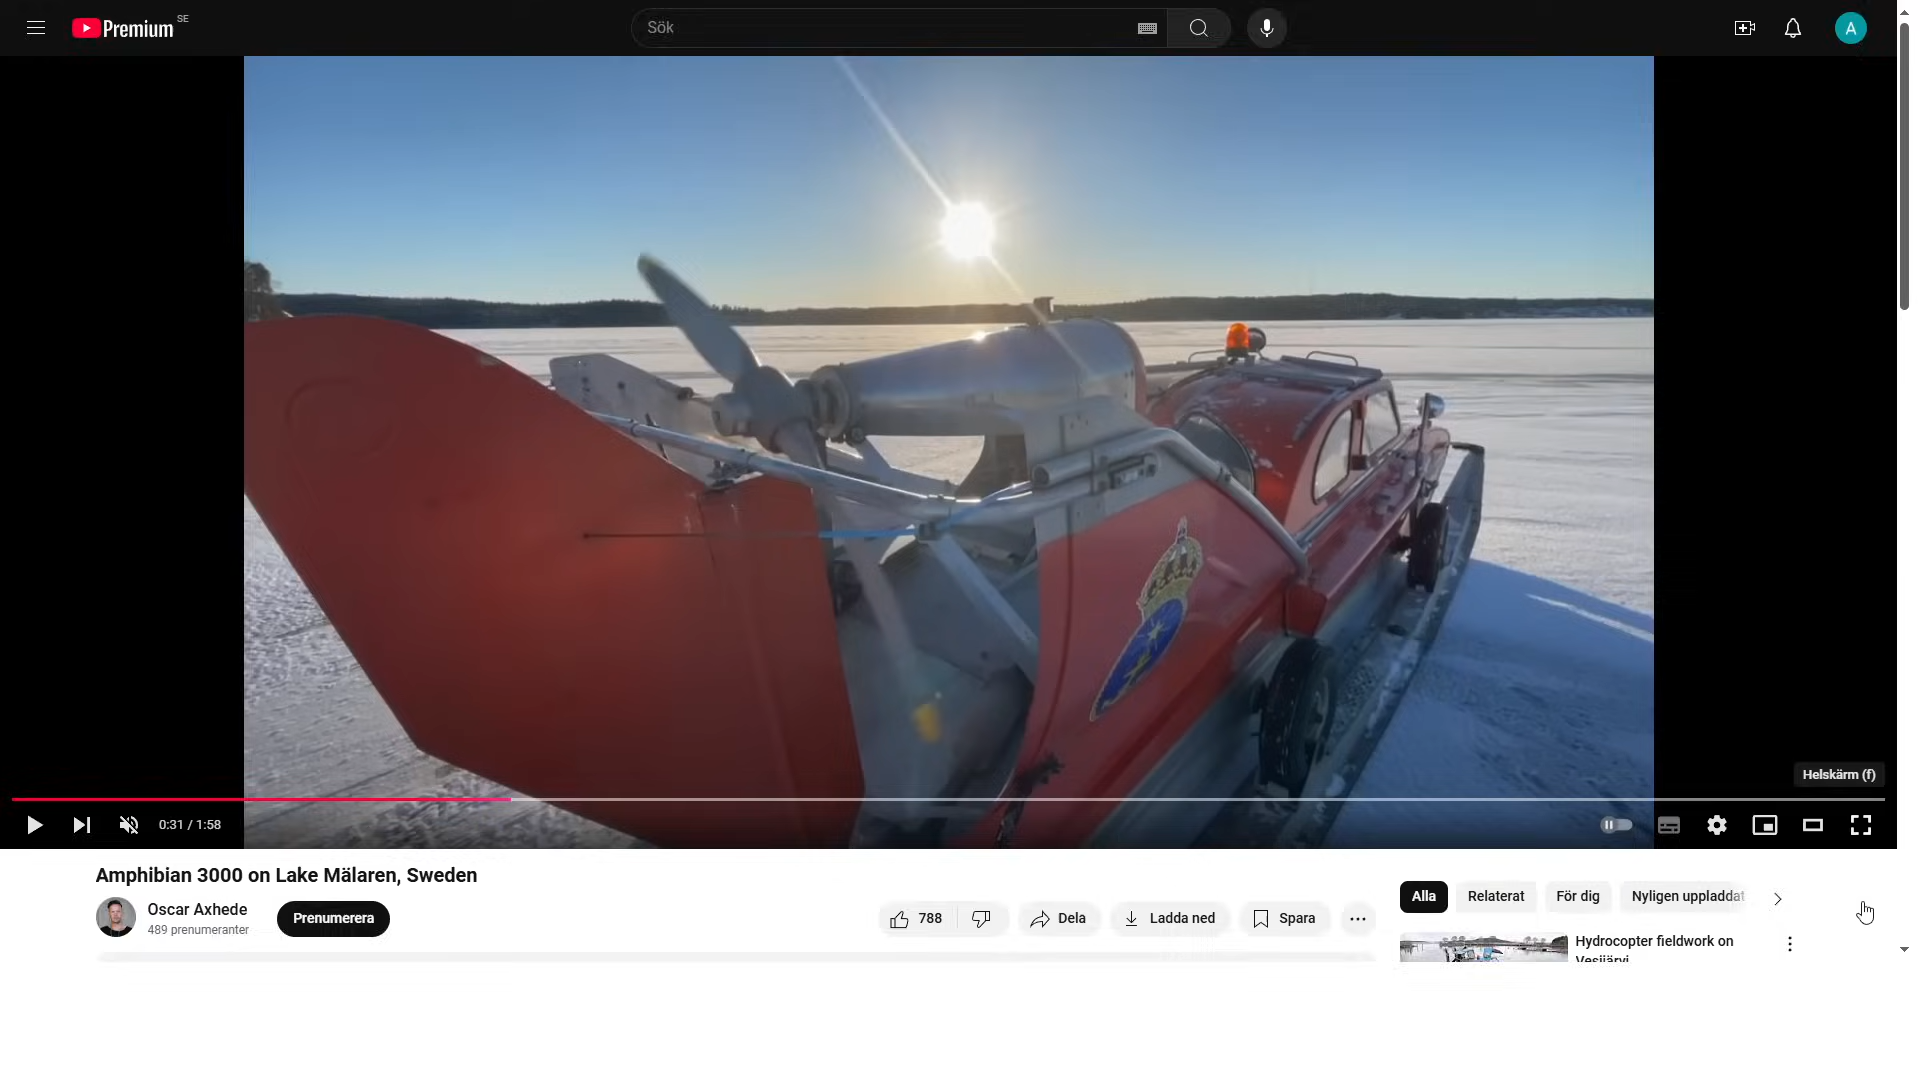 Premium SE
Sök
A
Helskärm (f)
0:31 / 1:58
Amphibian 3000 on Lake Mälaren, Sweden
Oscar Axhede
489 prenumeranter
Prenumerera
788
Dela
Ladda ned
Spara
Alla
Relaterat
För dig
Nyligen uppladdat
Hydrocopter fieldwork on
Vesijärvi